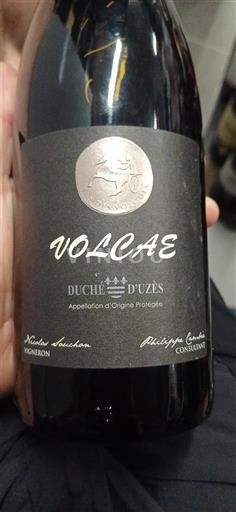 VOLCAE
DUCHÉ D'UZÈS
Appellation d'Origine Protégée
Nicolas Souchon
VIGNERON
Philippe Cambie
CONSULTANT